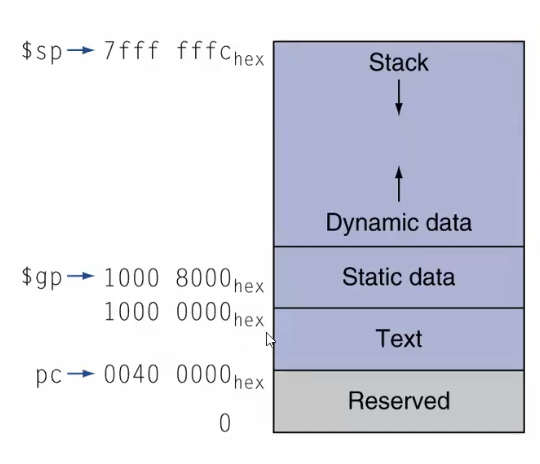 $sp → 7fff fffc hex
Stack
Dynamic data
$gp → 1000 8000 hex
Static data
1000 0000 hex
Text
pc → 0040 0000 hex
Reserved
0